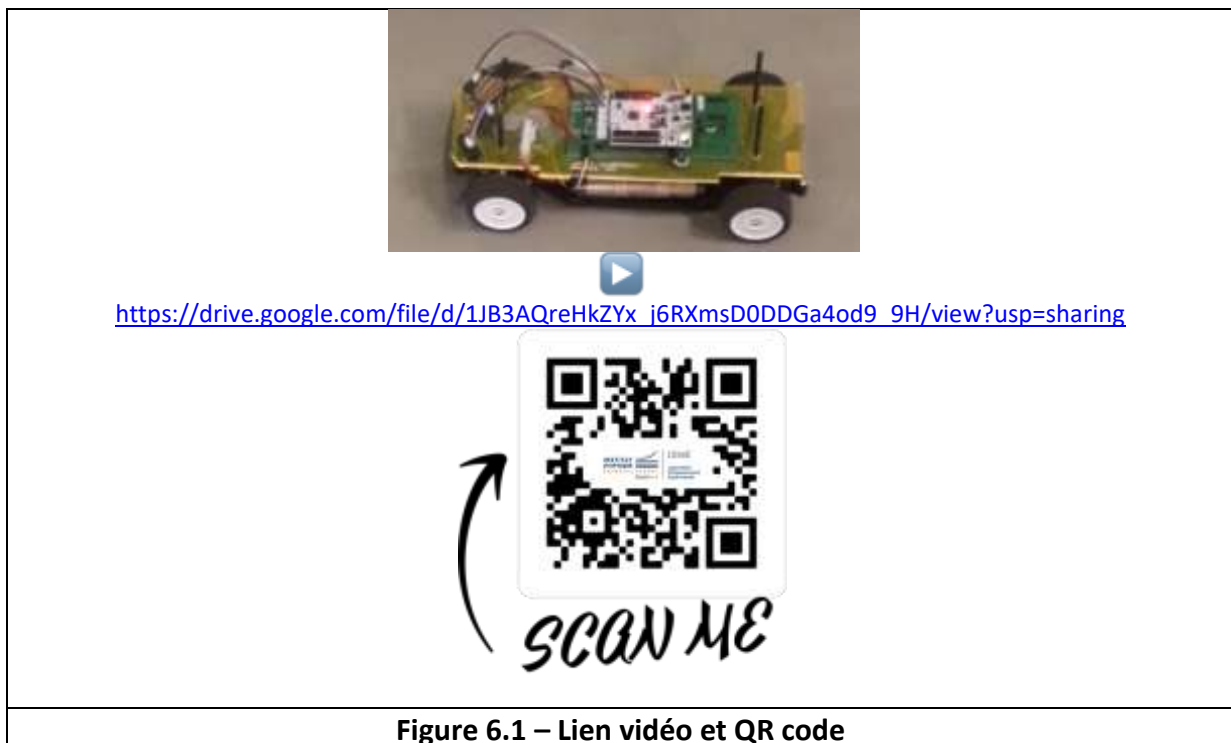 https://drive.google.com/file/d/1JB3AQreHkZYx_j6RXmsD0DDGa4od9_9H/view?usp=sharing
SCAN ME
Figure 6.1 – Lien vidéo et QR code